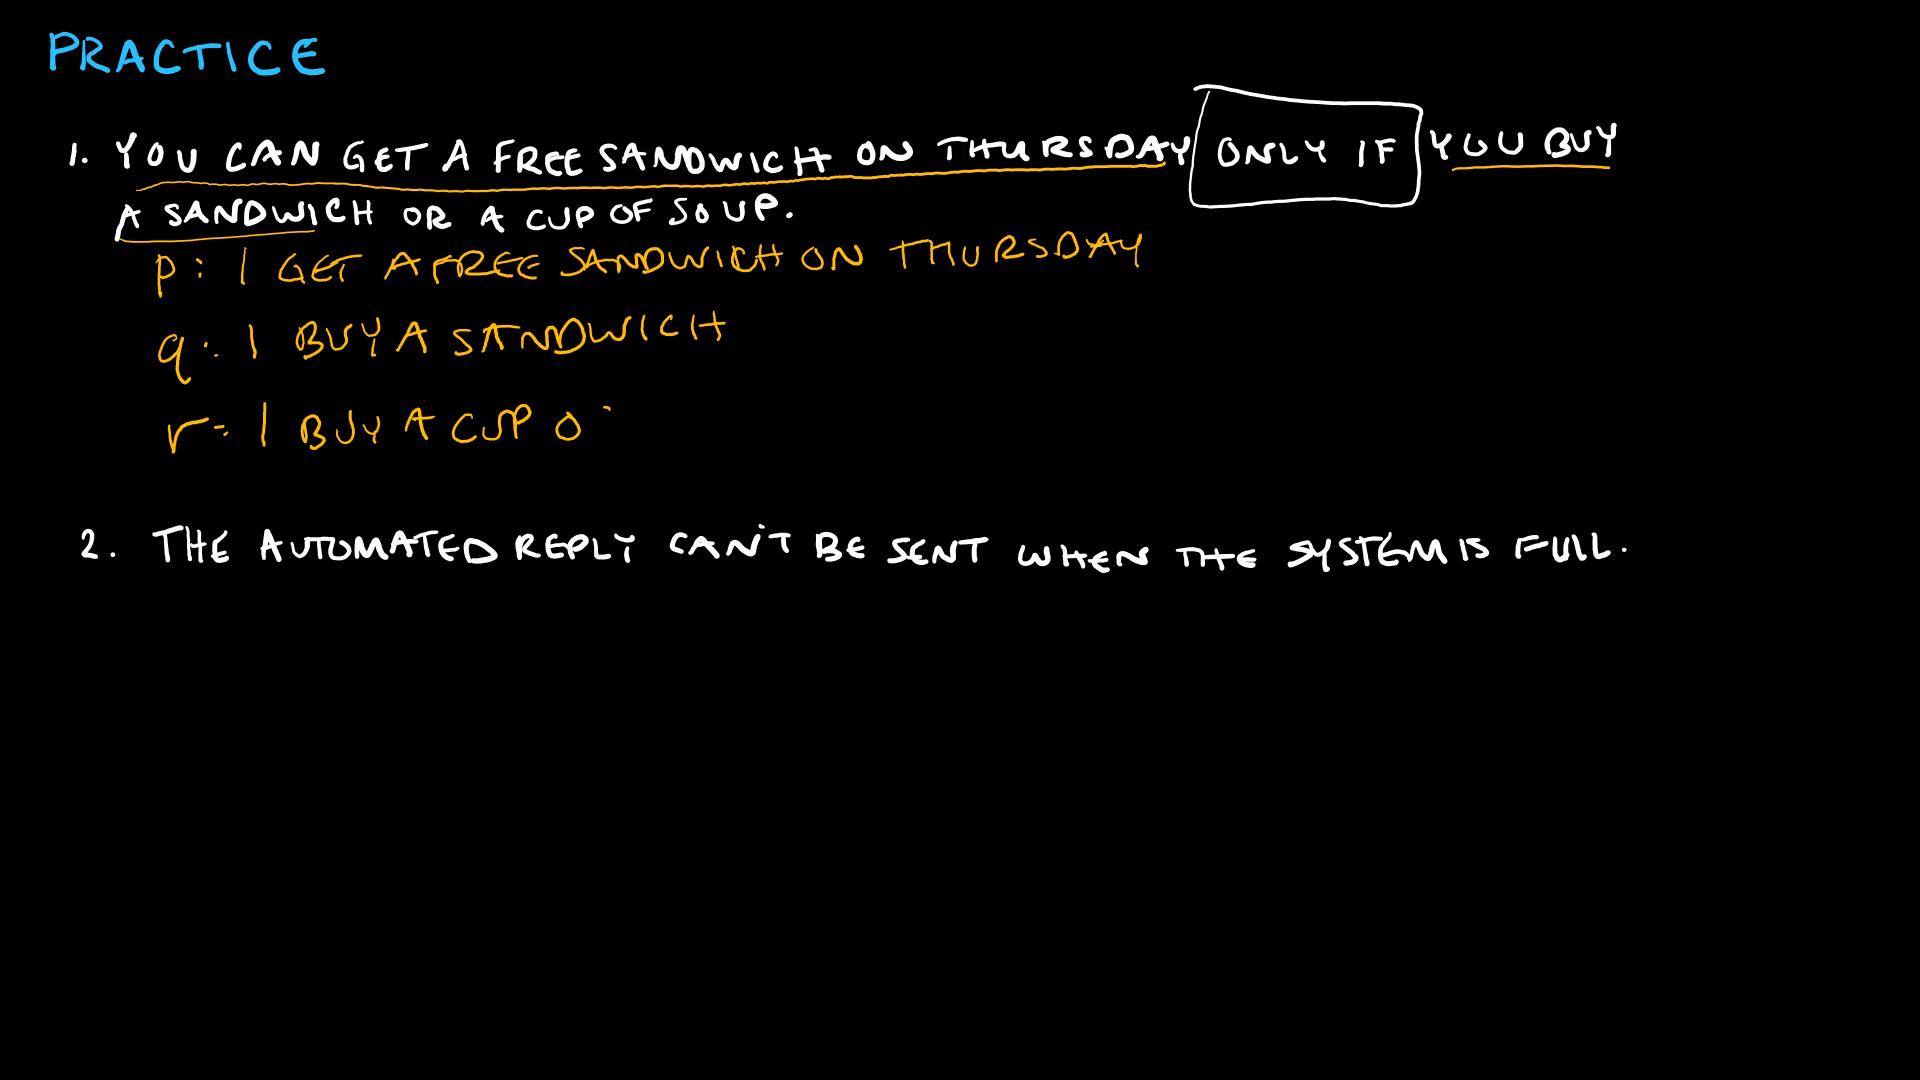 PRACTICE
1. YOU CAN GET A FREE SANDWICH ON THURSDAY ONLY IF YOU BUY
A SANDWICH OR A CUP OF SOUP.
p: I GET A FREE SANDWICH ON THURSDAY
q: I BUY A SANDWICH
r: I BUY A CUP O
2. THE AUTOMATED REPLY CAN'T BE SENT WHEN THE SYSTEM IS FULL.